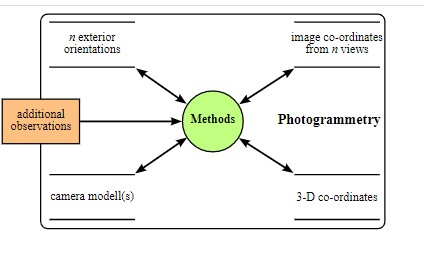 n exterior
orientations
image co-ordinates
from n views
additional
observations
Methods
Photogrammetry
camera modell(s)
3-D co-ordinates